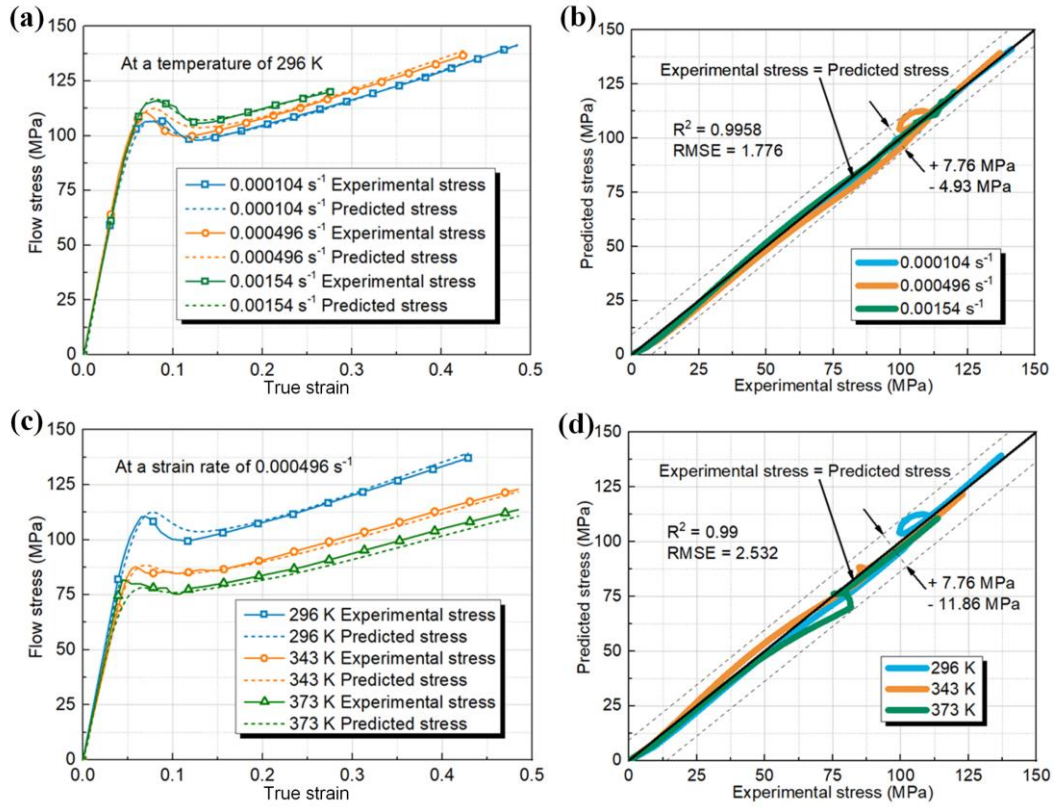 (a)
150
125
100
75
50
25
0
Flow stress (MPa)
At a temperature of 296 K
0.000104 s⁻¹ Experimental stress
0.000104 s⁻¹ Predicted stress
0.000496 s⁻¹ Experimental stress
0.000496 s⁻¹ Predicted stress
0.00154 s⁻¹ Experimental stress
0.00154 s⁻¹ Predicted stress
0.0 0.1 0.2 0.3 0.4 0.5
True strain
(b)
150
125
100
75
50
25
0
Predicted stress (MPa)
Experimental stress = Predicted stress
R² = 0.9958
RMSE = 1.776
+ 7.76 MPa
- 4.93 MPa
0.000104 s⁻¹
0.000496 s⁻¹
0.00154 s⁻¹
0 25 50 75 100 125 150
Experimental stress (MPa)
(c)
150
125
100
75
50
25
0
Flow stress (MPa)
At a strain rate of 0.000496 s⁻¹
296 K Experimental stress
296 K Predicted stress
343 K Experimental stress
343 K Predicted stress
373 K Experimental stress
373 K Predicted stress
0.0 0.1 0.2 0.3 0.4 0.5
True strain
(d)
150
125
100
75
50
25
0
Predicted stress (MPa)
Experimental stress = Predicted stress
R² = 0.99
RMSE = 2.532
+ 7.76 MPa
- 11.86 MPa
296 K
343 K
373 K
0 25 50 75 100 125 150
Experimental stress (MPa)